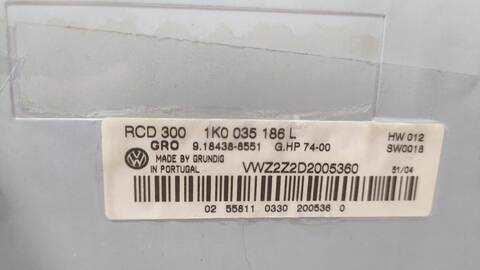 RCD 300 1K0 035 186 L HW 012
GRO 9.18438-8551 G.HP 74-00 SW0018
MADE BY GRUNDIG
IN PORTUGAL VWZ2Z2D2005360 51/04
02 55811 0330 200536 0